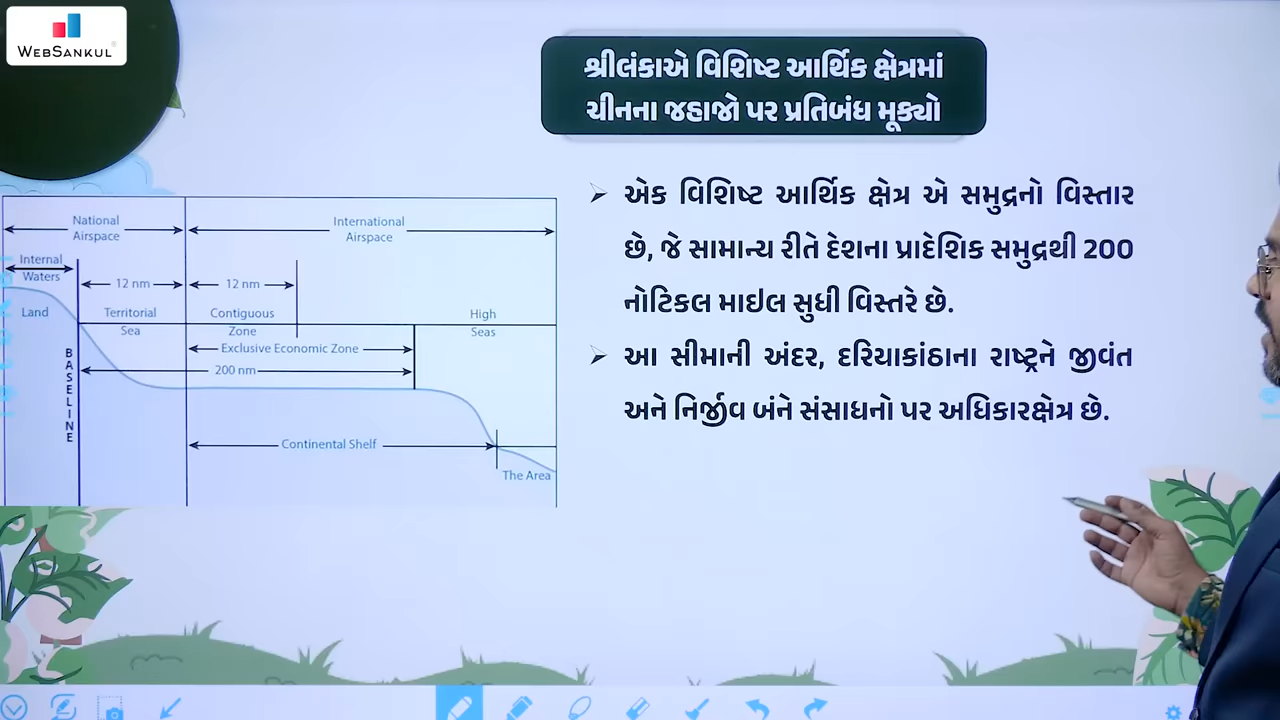 WEBSANKUL
શ્રીલંકાએ વિશિષ્ટ આર્થિક ક્ષેત્રમાં
ચીનના જહાજો પર પ્રતિબંધ મૂક્યો
એક વિશિષ્ટ આર્થિક ક્ષેત્ર એ સમુદ્રનો વિસ્તાર
છે, જે સામાન્ય રીતે દેશના પ્રાદેશિક સમુદ્રથી 200
નોટિકલ માઇલ સુધી વિસ્તરે છે.
આ સીમાની અંદર, દરિયાકાંઠાના રાષ્ટ્રને જીવંત
અને નિર્જીવ બંને સંસાધનો પર અધિકારક્ષેત્ર છે.
National
Airspace
International
Airspace
Internal
Waters
12 nm
12 nm
Land
Territorial
Sea
Contiguous
Zone
High
Seas
Exclusive Economic Zone
200 nm
BASELINE
Continental Shelf
The Area